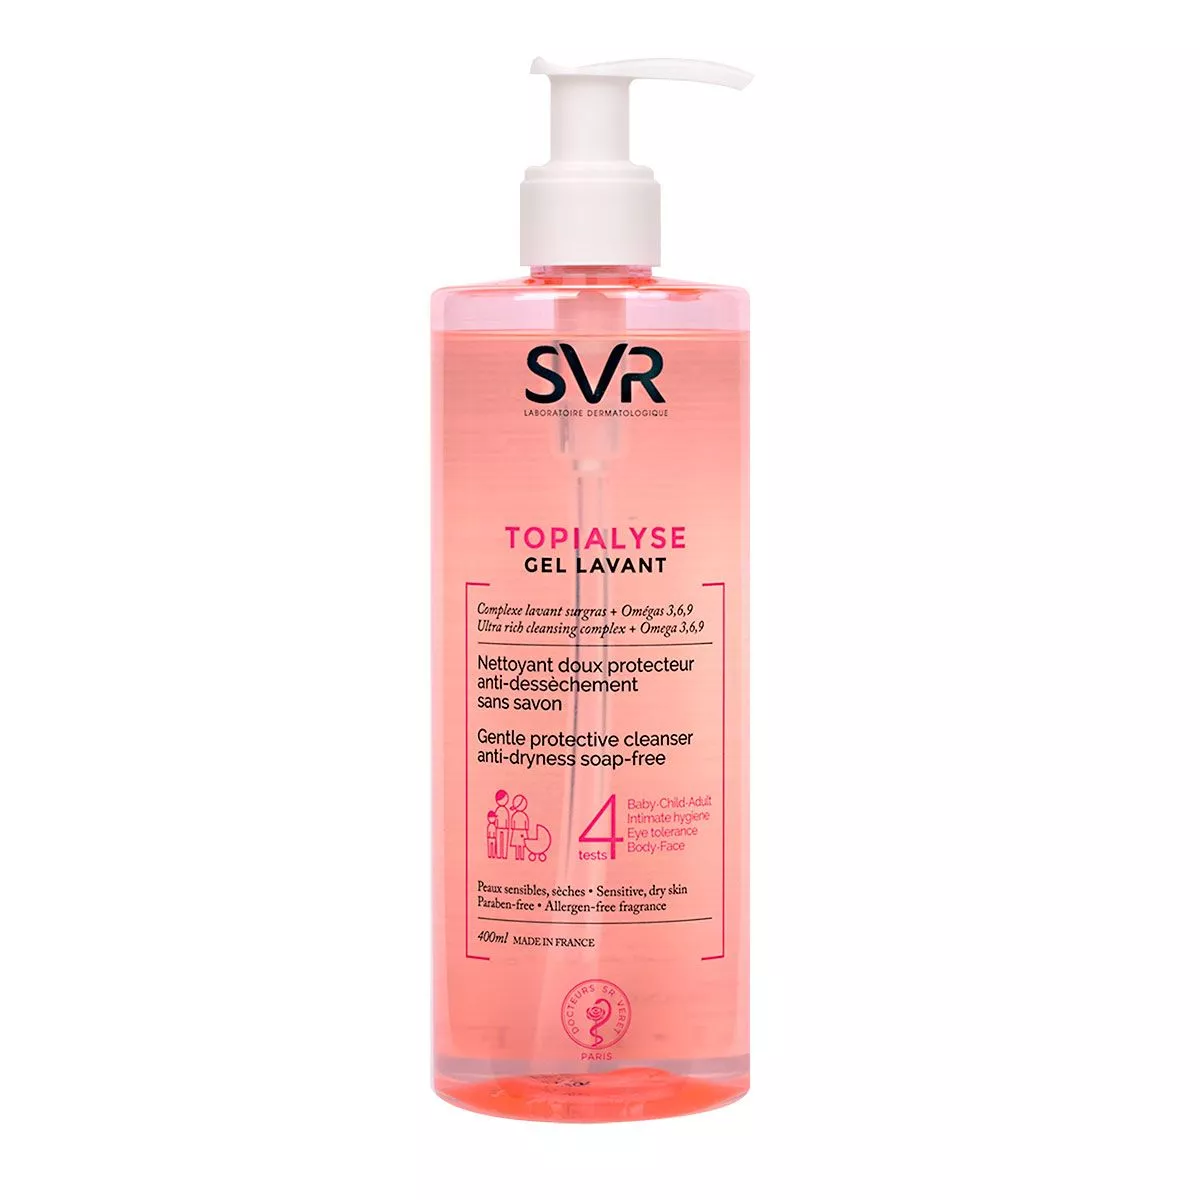 SVR
LABORATOIRE DERMATOLOGIQUE
TOPIALYSE
GEL LAVANT
Complexe lavant surgras + Omégas 3,6,9
Ultra rich cleansing complex + Omega 3,6,9
Nettoyant doux protecteur
anti-dessèchement
sans savon
Gentle protective cleanser
anti-dryness soap-free
4
tests
Baby-Child-Adult
Intimate hygiene
Eye tolerance
Body-Face
Peaux sensibles, sèches • Sensitive, dry skin
Paraben-free • Allergen-free fragrance
400ml MADE IN FRANCE
DOCTEURS SR VERET
PARIS